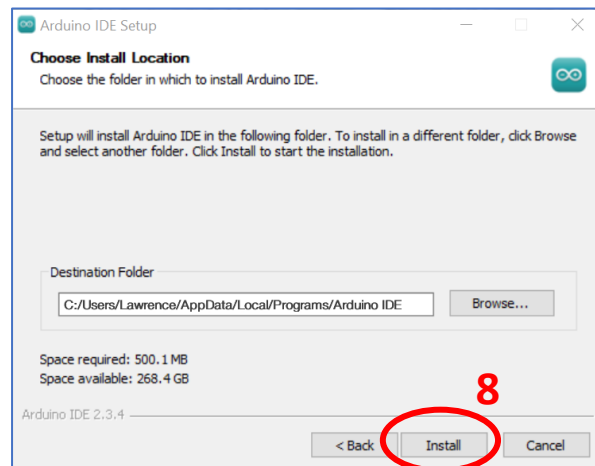 Arduino IDE Setup
Choose Install Location
Choose the folder in which to install Arduino IDE.
Setup will install Arduino IDE in the following folder. To install in a different folder, click Browse
and select another folder. Click Install to start the installation.
Destination Folder
C:/Users/Lawrence/AppData/Local/Programs/Arduino IDE
Browse...
Space required: 500.1 MB
Space available: 268.4 GB
8
Arduino IDE 2.3.4
< Back Install Cancel